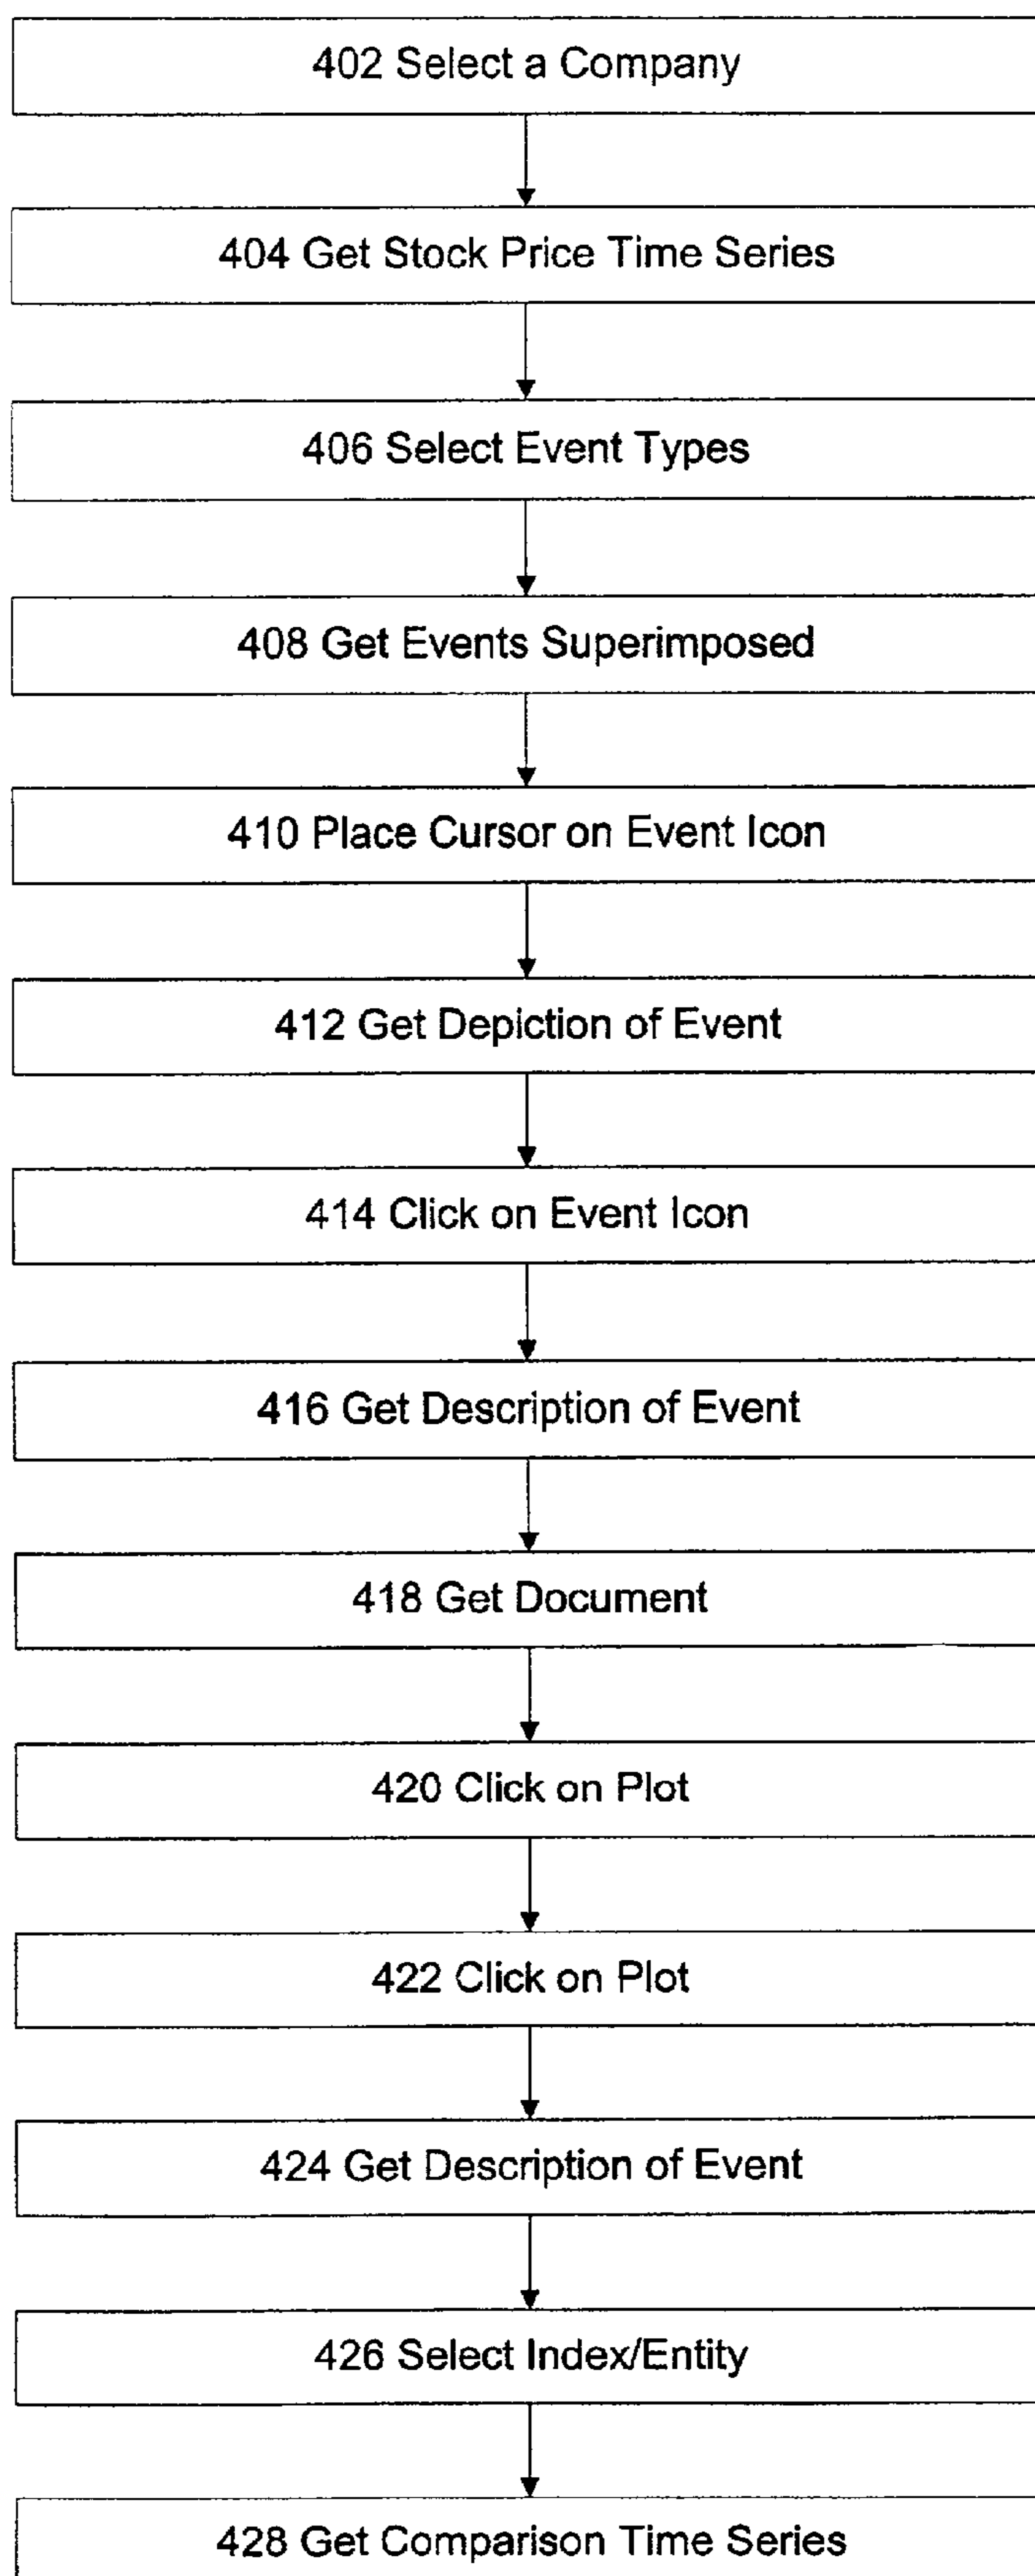 402 Select a Company
404 Get Stock Price Time Series
406 Select Event Types
408 Get Events Superimposed
410 Place Cursor on Event Icon
412 Get Depiction of Event
414 Click on Event Icon
416 Get Description of Event
418 Get Document
420 Click on Plot
422 Click on Plot
424 Get Description of Event
426 Select Index/Entity
428 Get Comparison Time Series